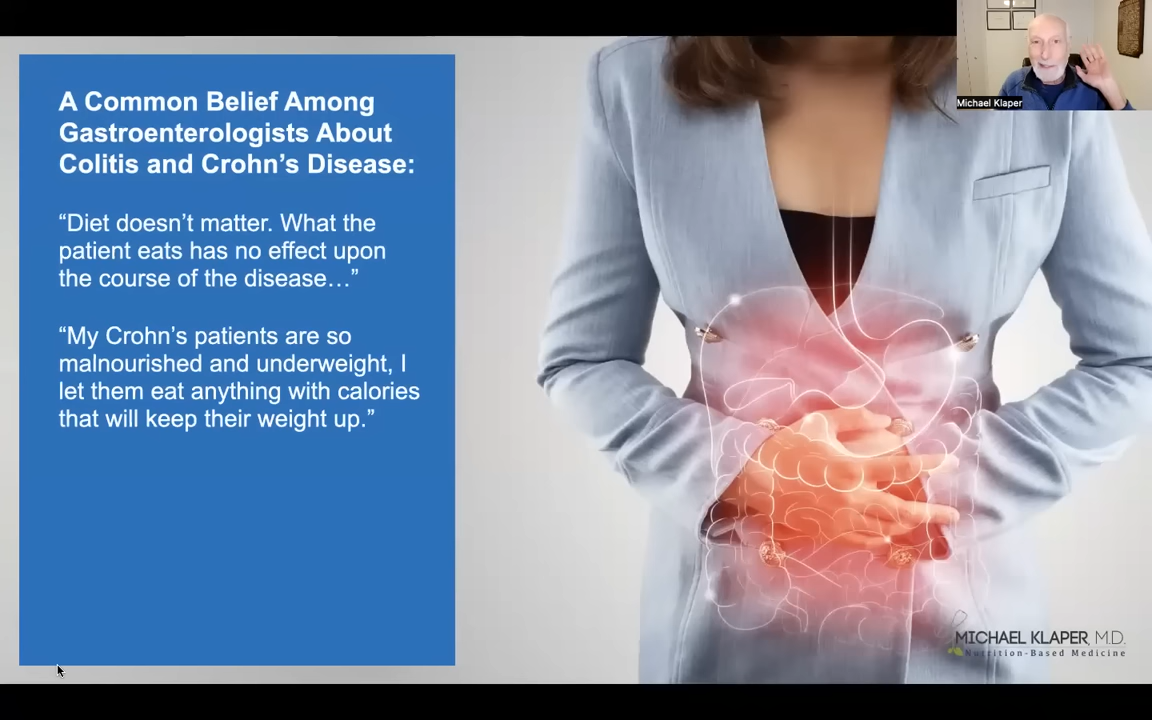 A Common Belief Among
Gastroenterologists About
Colitis and Crohn’s Disease:
“Diet doesn’t matter. What the
patient eats has no effect upon
the course of the disease…”
“My Crohn’s patients are so
malnourished and underweight, I
let them eat anything with calories
that will keep their weight up.”
Michael Klaper
MICHAEL KLAPER, M.D.
Nutrition-Based Medicine